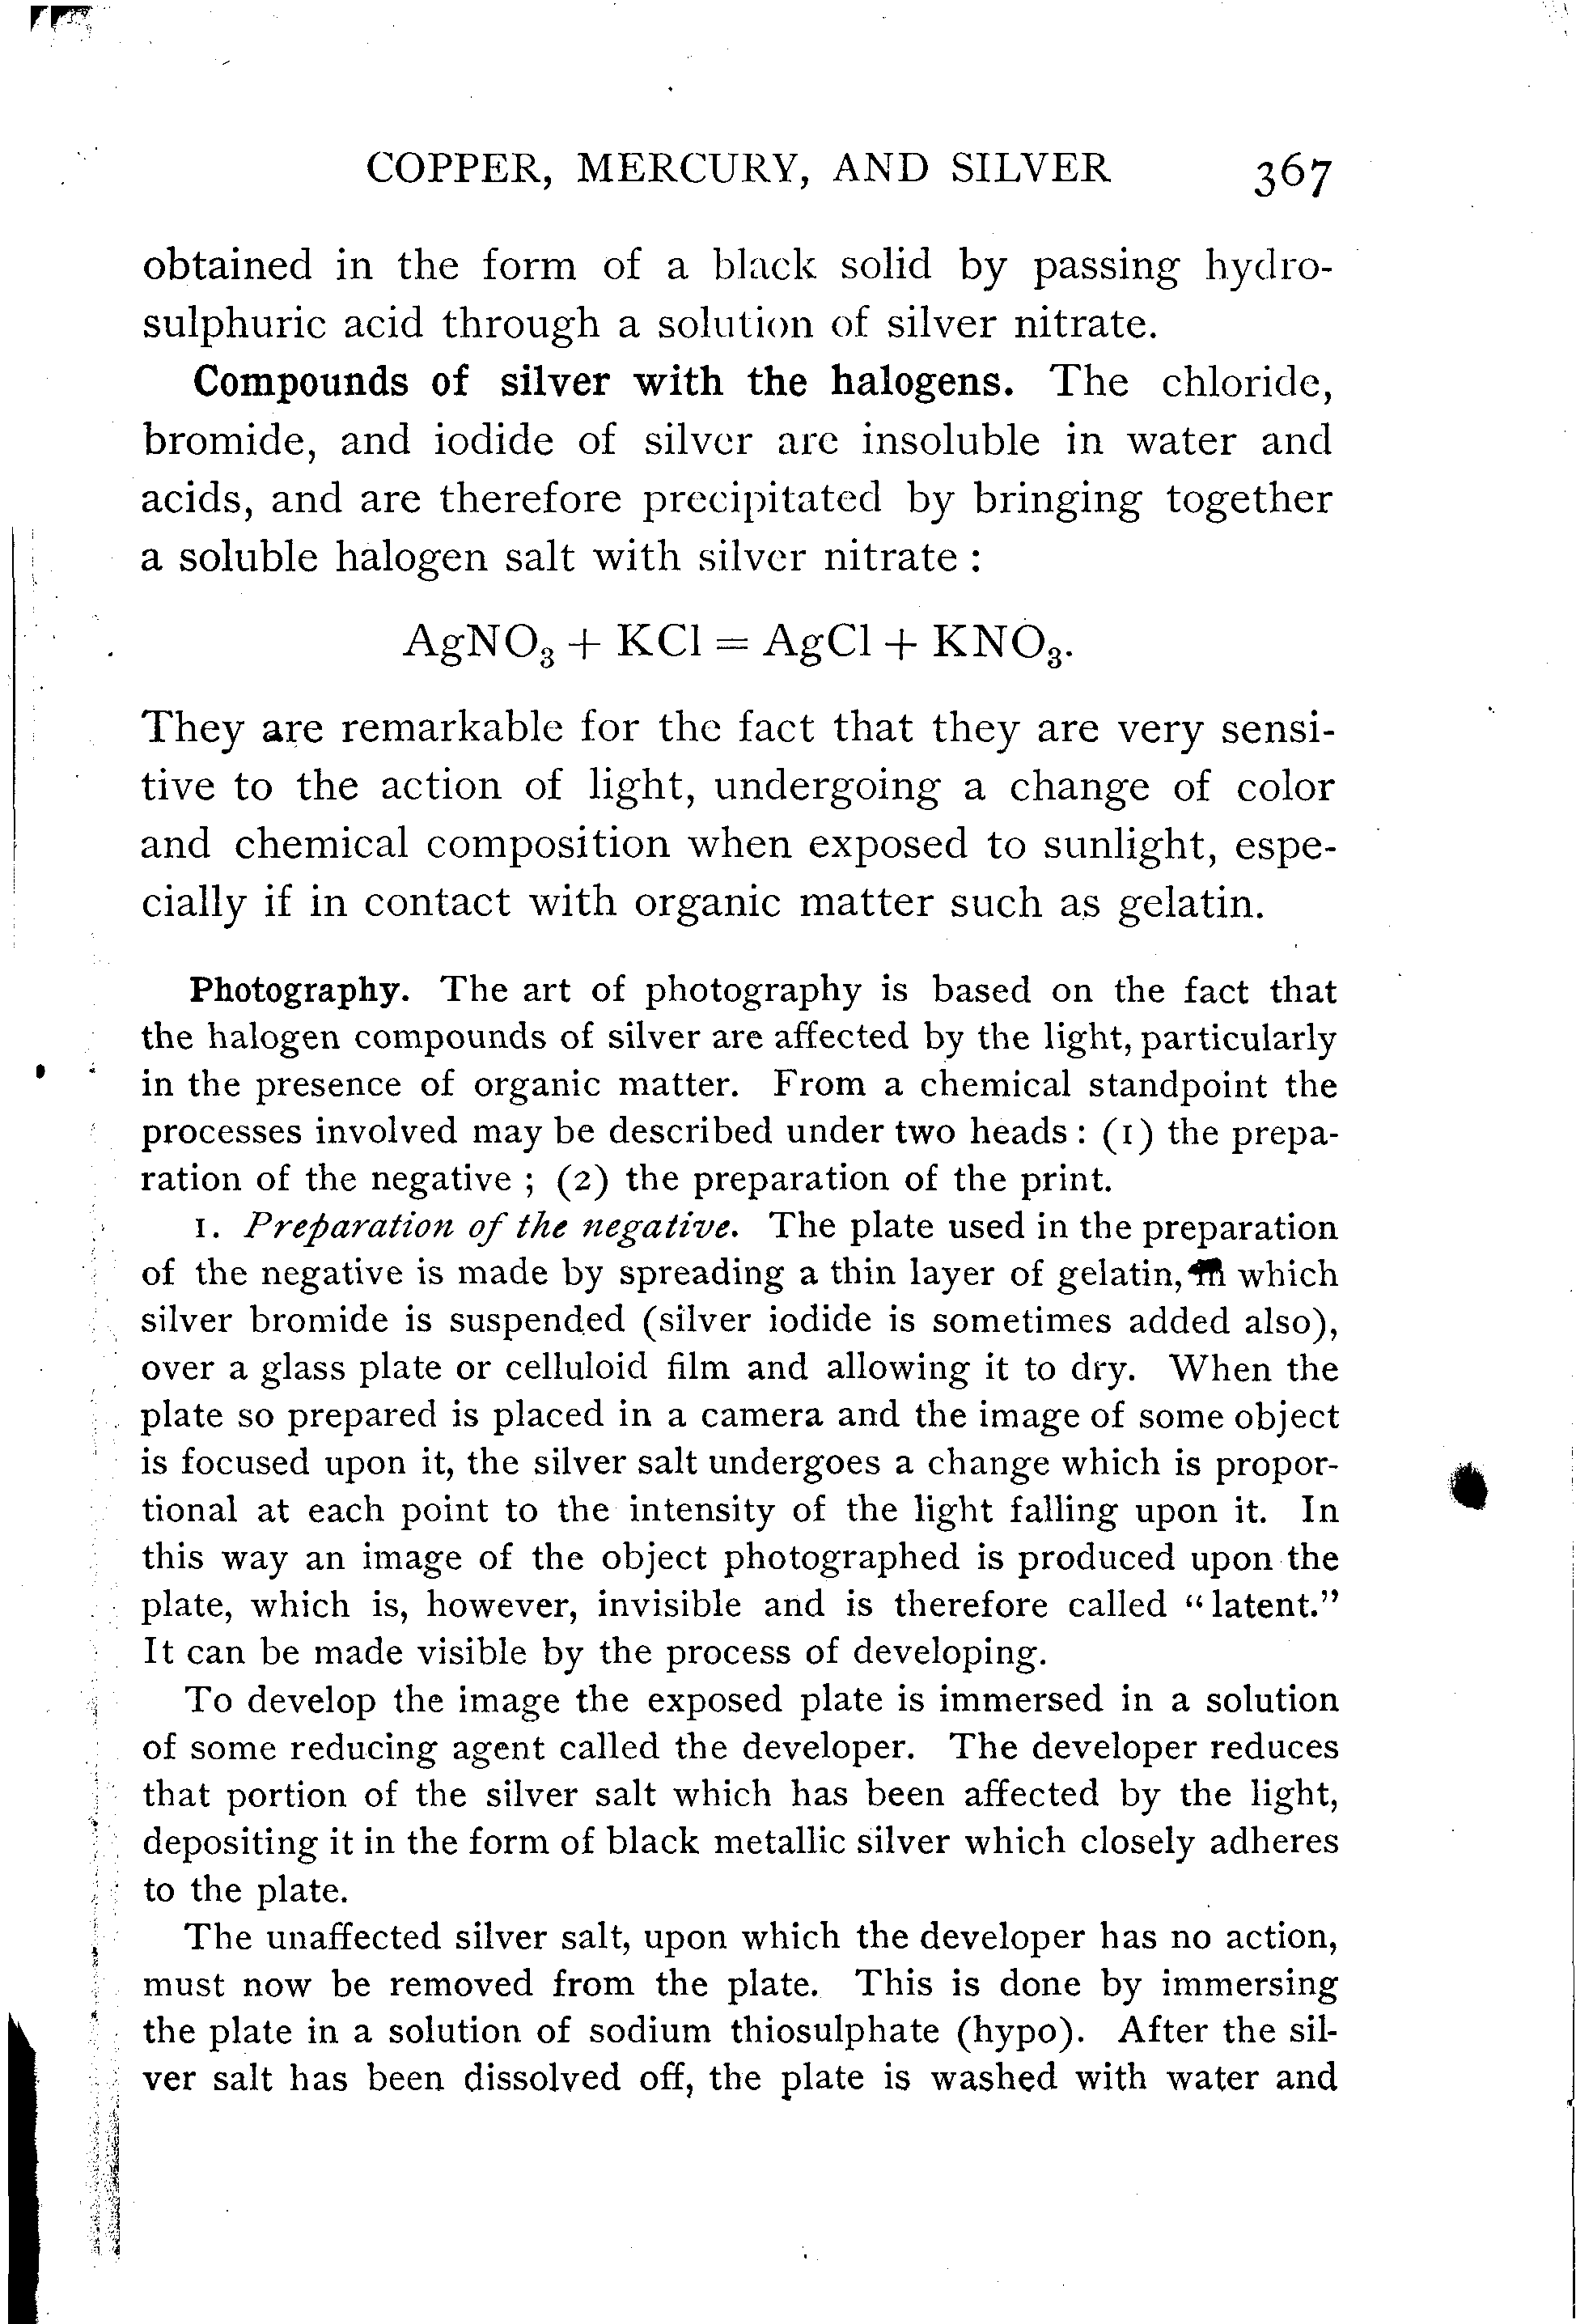 COPPER, MERCURY, AND SILVER 367
obtained in the form of a black solid by passing hydro-
sulphuric acid through a solution of silver nitrate.
Compounds of silver with the halogens. The chloride,
bromide, and iodide of silver are insoluble in water and
acids, and are therefore precipitated by bringing together
a soluble halogen salt with silver nitrate :
AgNO₃ + KCl = AgCl + KNO₃.
They are remarkable for the fact that they are very sensi-
tive to the action of light, undergoing a change of color
and chemical composition when exposed to sunlight, espe-
cially if in contact with organic matter such as gelatin.
Photography. The art of photography is based on the fact that
the halogen compounds of silver are affected by the light, particularly
in the presence of organic matter. From a chemical standpoint the
processes involved may be described under two heads : (1) the prepa-
ration of the negative ; (2) the preparation of the print.
1. Preparation of the negative. The plate used in the preparation
of the negative is made by spreading a thin layer of gelatin, which
silver bromide is suspended (silver iodide is sometimes added also),
over a glass plate or celluloid film and allowing it to dry. When the
plate so prepared is placed in a camera and the image of some object
is focused upon it, the silver salt undergoes a change which is propor-
tional at each point to the intensity of the light falling upon it. In
this way an image of the object photographed is produced upon the
plate, which is, however, invisible and is therefore called “latent.”
It can be made visible by the process of developing.
To develop the image the exposed plate is immersed in a solution
of some reducing agent called the developer. The developer reduces
that portion of the silver salt which has been affected by the light,
depositing it in the form of black metallic silver which closely adheres
to the plate.
The unaffected silver salt, upon which the developer has no action,
must now be removed from the plate. This is done by immersing
the plate in a solution of sodium thiosulphate (hypo). After the sil-
ver salt has been dissolved off, the plate is washed with water and